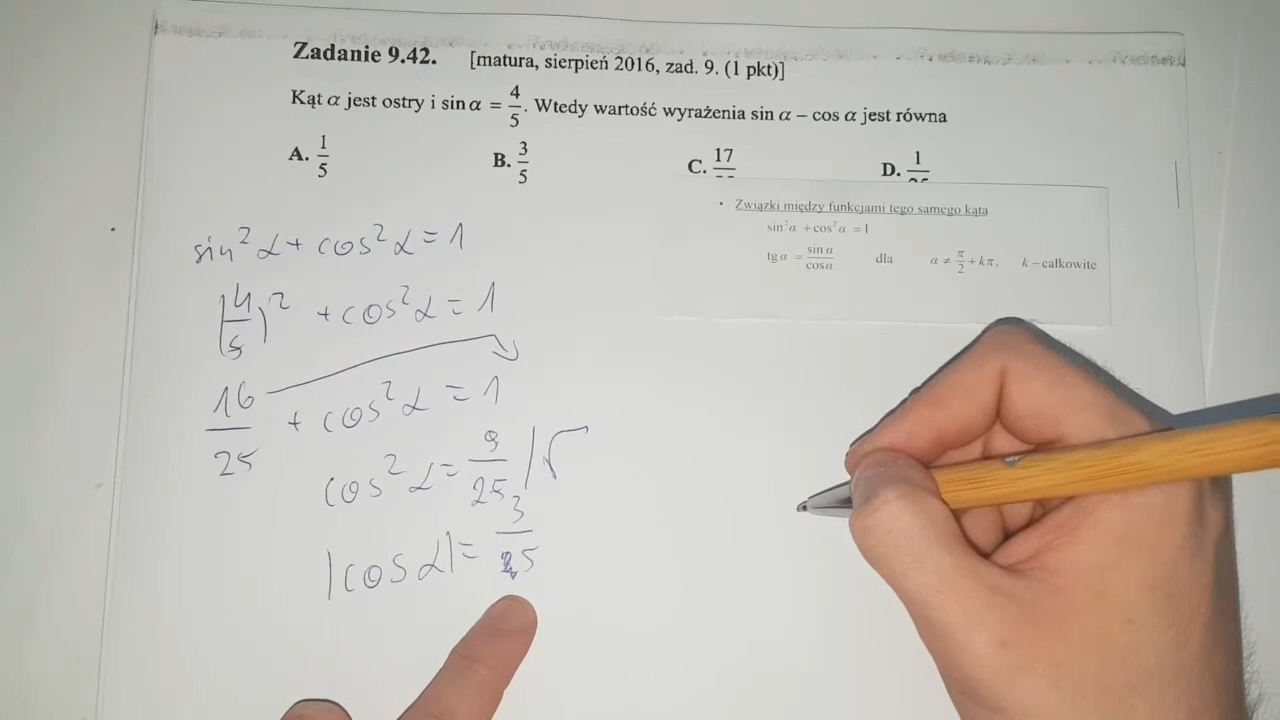 Zadanie 9.42. [matura, sierpień 2016, zad. 9. (1 pkt)]
Kąt α jest ostry i sin α = 4/5. Wtedy wartość wyrażenia sin α – cos α jest równa
A. 1/5 B. 3/5 C. 17 D. 1
• Związki między funkcjami tego samego kąta
sin²α + cos²α = 1
tg α = sin α/cos α dla α ≠ π/2 + kπ, k – całkowite
sin²α + cos²α = 1
(4/5)² + cos²α = 1
16/25 + cos²α = 1
cos²α = 9/25 /√
|cos α| = 3/5